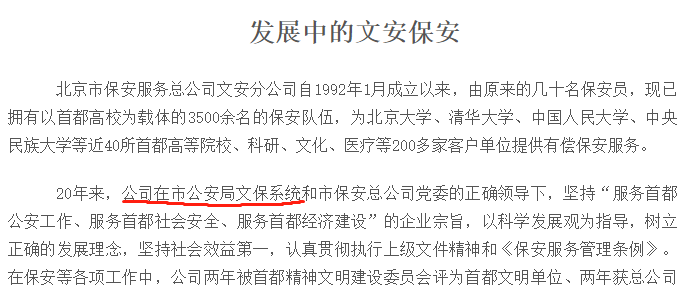 发展中的文安保安
北京市保安服务总公司文安分公司自1992年1月成立以来，由原来的几十名保安员，现已
拥有以首都高校为载体的3500余名的保安队伍，为北京大学、清华大学、中国人民大学、中央
民族大学等近40所首都高等院校、科研、文化、医疗等200多家客户单位提供有偿保安服务。
20年来，公司在市公安局文保系统和市保安总公司党委的正确领导下，坚持“服务首都
公安工作、服务首都社会安全、服务首都经济建设”的企业宗旨，以科学发展观为指导，树立
正确的发展理念，坚持社会效益第一，认真贯彻执行上级文件精神和《保安服务管理条例》。
在保安等各项工作中，公司两年被首都精神文明建设委员会评为首都文明单位、两年获总公司